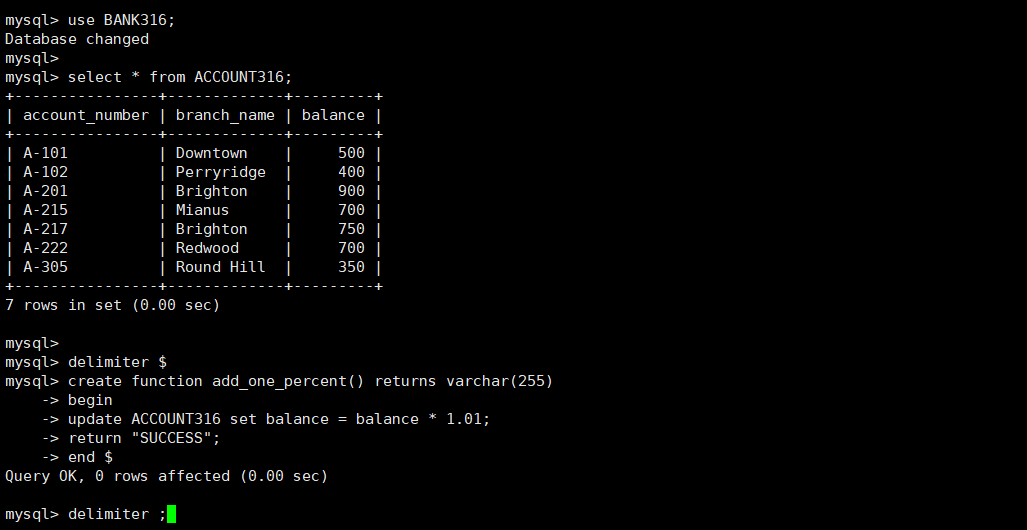 mysql> use BANK316;
Database changed
mysql>
mysql> select * from ACCOUNT316;
+----------------+-------------+---------+
| account_number | branch_name | balance |
+----------------+-------------+---------+
| A-101          | Downtown    |     500 |
| A-102          | Perryridge  |     400 |
| A-201          | Brighton    |     900 |
| A-215          | Mianus      |     700 |
| A-217          | Brighton    |     750 |
| A-222          | Redwood     |     700 |
| A-305          | Round Hill  |     350 |
+----------------+-------------+---------+
7 rows in set (0.00 sec)
mysql>
mysql> delimiter $
mysql> create function add_one_percent() returns varchar(255)
    -> begin
    -> update ACCOUNT316 set balance = balance * 1.01;
    -> return "SUCCESS";
    -> end $
Query OK, 0 rows affected (0.00 sec)
mysql> delimiter ;